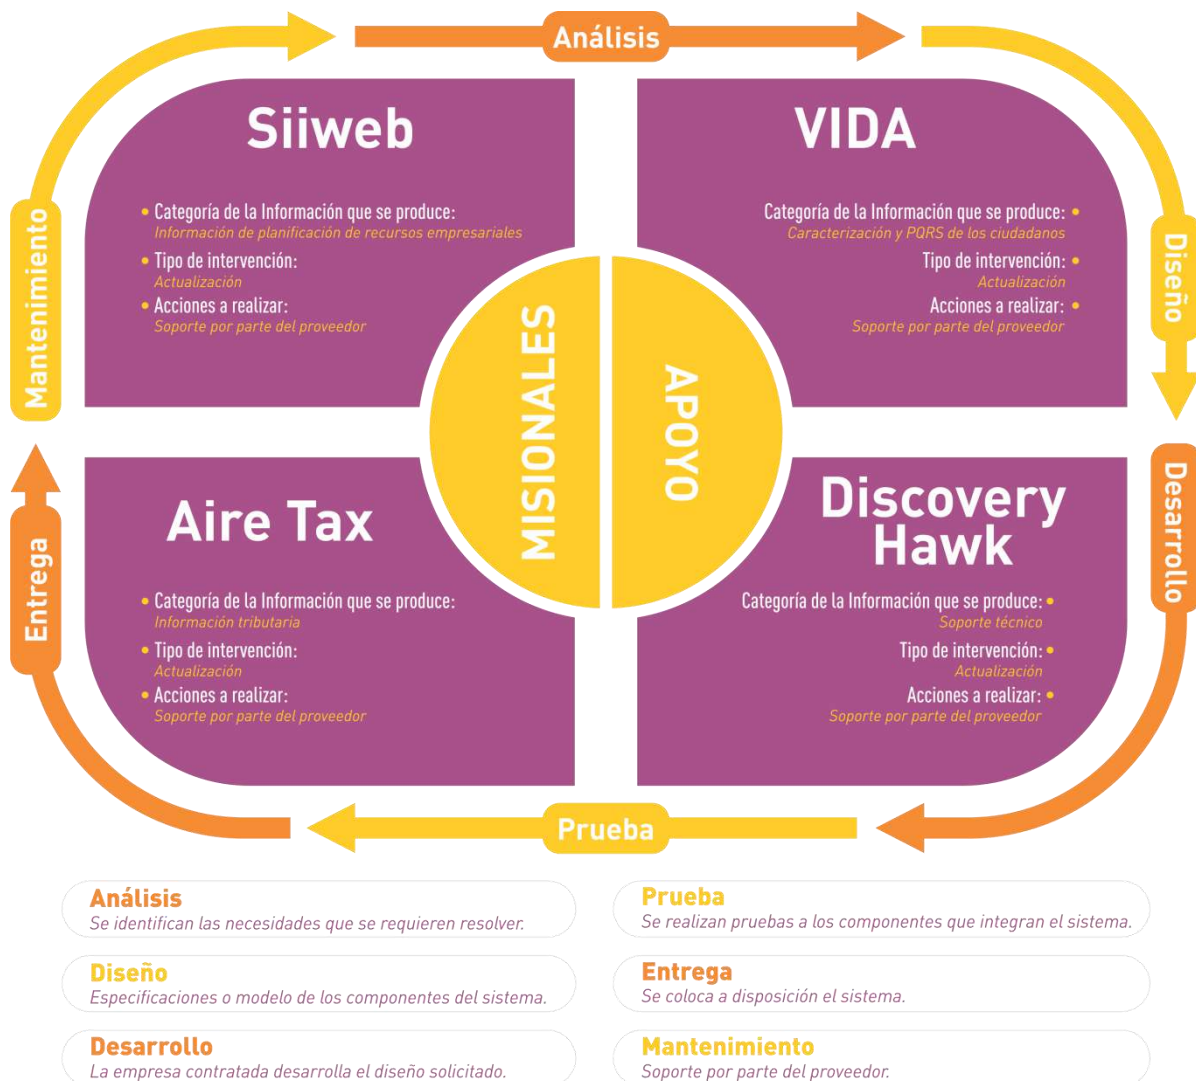 Análisis
Siiweb
• Categoría de la Información que se produce:
Información de planificación de recursos empresariales
• Tipo de intervención:
Actualización
• Acciones a realizar:
Soporte por parte del proveedor
VIDA
Categoría de la Información que se produce: •
Caracterización y PQRS de los ciudadanos
Tipo de intervención: •
Actualización
Acciones a realizar: •
Soporte por parte del proveedor
Mantenimiento
Diseño
MISIONALES
APOYO
Aire Tax
• Categoría de la Información que se produce:
Información tributaria
• Tipo de intervención:
Actualización
• Acciones a realizar:
Soporte por parte del proveedor
Discovery
Hawk
Categoría de la Información que se produce: •
Soporte técnico
Tipo de intervención: •
Actualización
Acciones a realizar: •
Soporte por parte del proveedor
Entrega
Desarrollo
Prueba
Análisis
Se identifican las necesidades que se requieren resolver.
Diseño
Especificaciones o modelo de los componentes del sistema.
Desarrollo
La empresa contratada desarrolla el diseño solicitado.
Prueba
Se realizan pruebas a los componentes que integran el sistema.
Entrega
Se coloca a disposición el sistema.
Mantenimiento
Soporte por parte del proveedor.